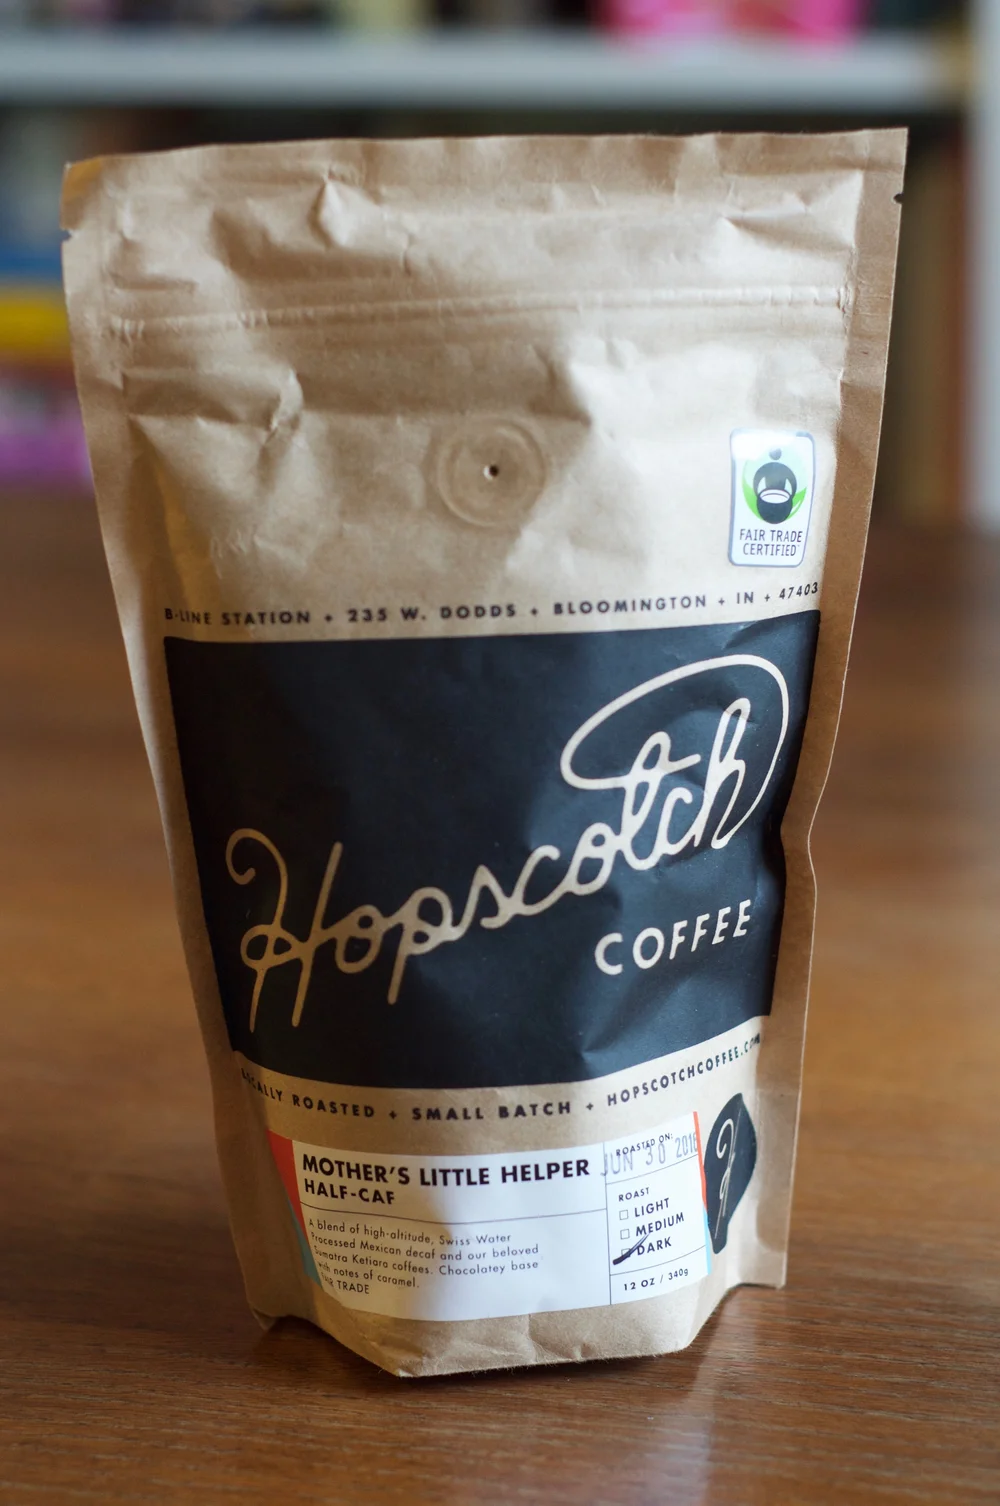 FAIR TRADE
CERTIFIED
B-LINE STATION + 235 W. DODDS + BLOOMINGTON + IN + 47403
Hopscotch
COFFEE
LOCALLY ROASTED + SMALL BATCH + HOPSCOTCHCOFFEE.COM
MOTHER'S LITTLE HELPER
HALF-CAF
A blend of high-altitude, Swiss Water
Processed Mexican decaf and our beloved
Sumatra Ketiara coffees. Chocolatey base
with notes of caramel.
FAIR TRADE
ROASTED ON:
JUN 30 2016
ROAST
LIGHT
MEDIUM
DARK
12 OZ / 340g